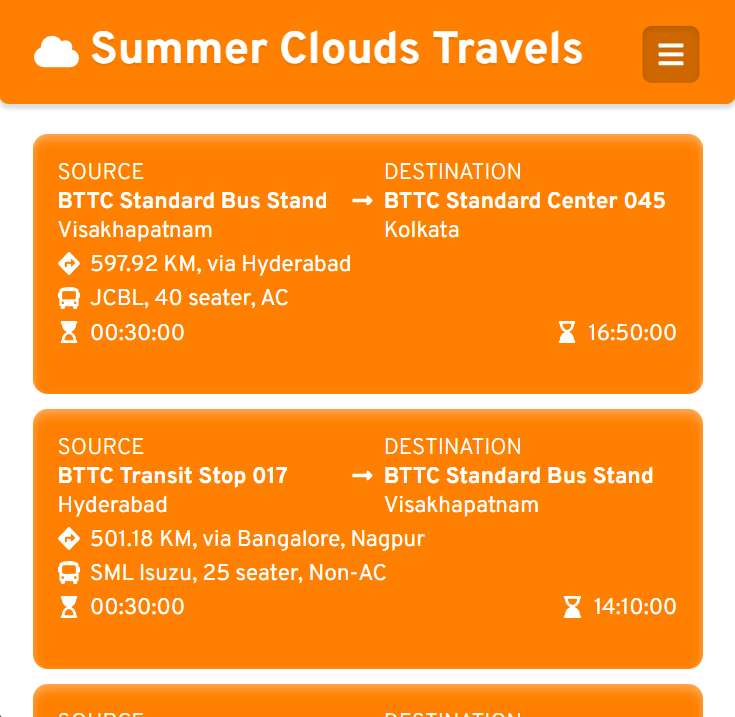 Summer Clouds Travels
SOURCE DESTINATION
BTTC Standard Bus Stand → BTTC Standard Center 045
Visakhapatnam Kolkata
597.92 KM, via Hyderabad
JCBL, 40 seater, AC
00:30:00 16:50:00
SOURCE DESTINATION
BTTC Transit Stop 017 → BTTC Standard Bus Stand
Hyderabad Visakhapatnam
501.18 KM, via Bangalore, Nagpur
SML Isuzu, 25 seater, Non-AC
00:30:00 14:10:00
SOURCE DESTINATION